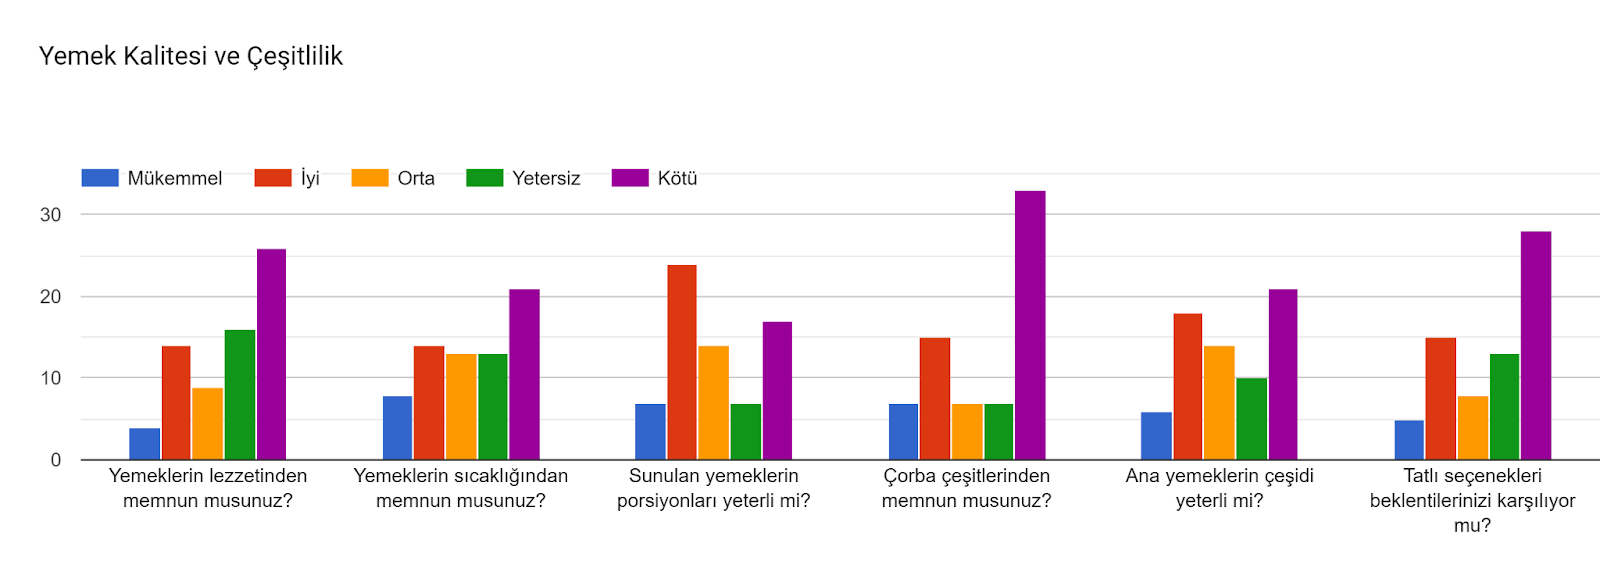 Yemek Kalitesi ve Çeşitlilik
Mükemmel İyi Orta Yetersiz Kötü
30
20
10
0
Yemeklerin lezzetinden
memnun musunuz?
Yemeklerin sıcaklığından
memnun musunuz?
Sunulan yemeklerin
porsiyonları yeterli mi?
Çorba çeşitlerinden
memnun musunuz?
Ana yemeklerin çeşidi
yeterli mi?
Tatlı seçenekleri
beklentilerinizi karşılıyor
mu?